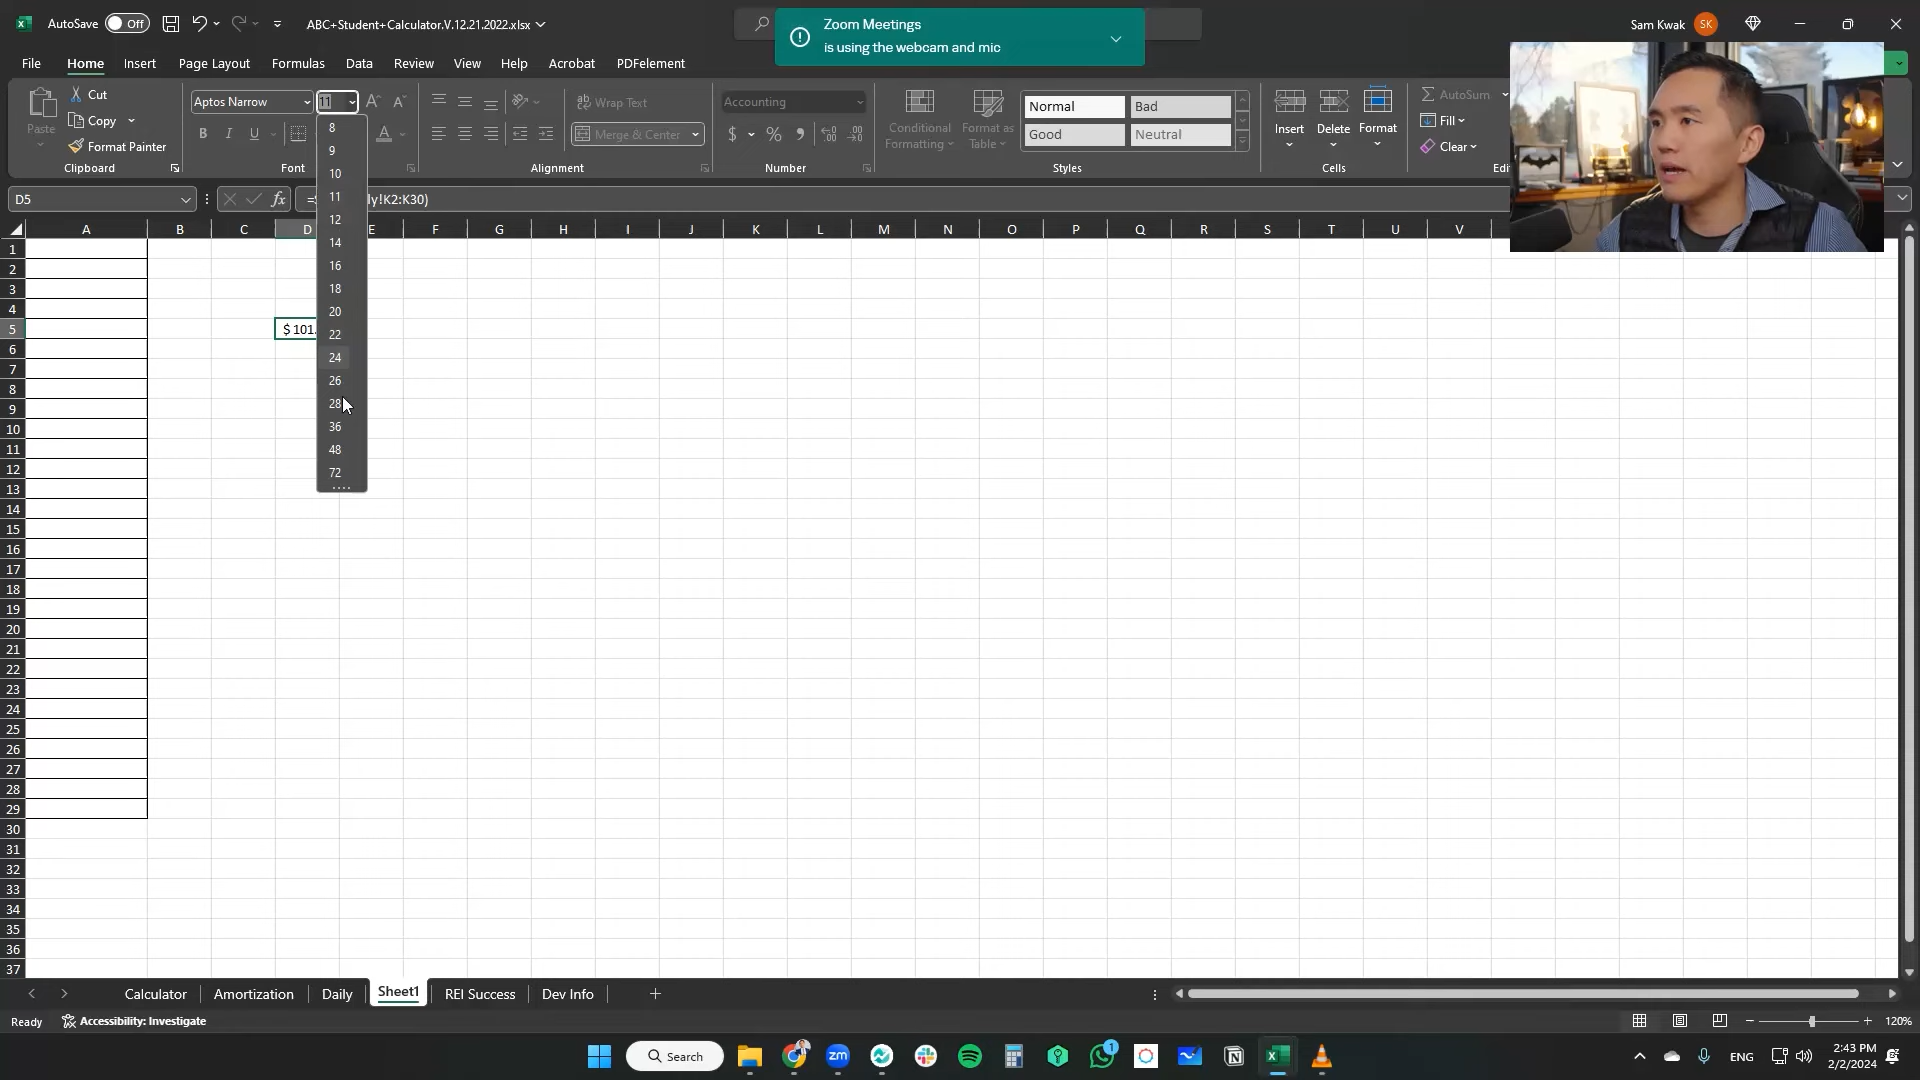 AutoSave Off ABC+Student+Calculator.V.12.21.2022.xlsx
Zoom Meetings
is using the webcam and mic
Sam Kwak SK
File Home Insert Page Layout Formulas Data Review View Help Acrobat PDFelement
Paste
Cut
Copy
Format Painter
Clipboard
Aptos Narrow 11
B I U
Font
Wrap Text
Merge & Center
Alignment
Accounting
$ %
Number
Conditional Formatting
Format as Table
Normal Bad
Good Neutral
Styles
Insert Delete Format
Cells
AutoSum
Fill
Clear
8
9
10
11
12
14
16
18
20
22
24
26
28
36
48
72
D5 fx ly!K2:K30)
A B C D E F G H I J K L M N O P Q R S T U V
1
2
3
4
5 $ 101.
6
7
8
9
10
11
12
13
14
15
16
17
18
19
20
21
22
23
24
25
26
27
28
29
30
31
32
33
34
35
36
37
Calculator Amortization Daily Sheet1 REI Success Dev Info
Ready Accessibility: Investigate 120%
Search zm 1 ENG 2:43 PM
2/2/2024